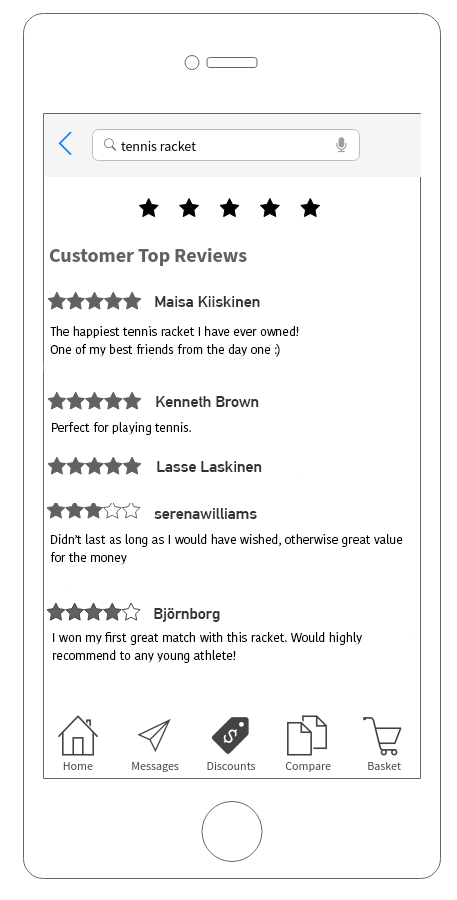 tennis racket
Customer Top Reviews
Maisa Kiiskinen
The happiest tennis racket I have ever owned!
One of my best friends from the day one :)
Kenneth Brown
Perfect for playing tennis.
Lasse Laskinen
serenawilliams
Didn't last as long as I would have wished, otherwise great value
for the money
Björnborg
I won my first great match with this racket. Would highly
recommend to any young athlete!
Home Messages Discounts Compare Basket